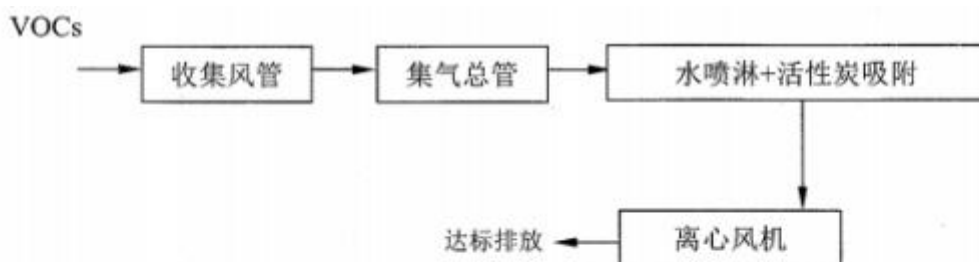 VOCs
收集风管
集气总管
水喷淋+活性炭吸附
离心风机
达标排放